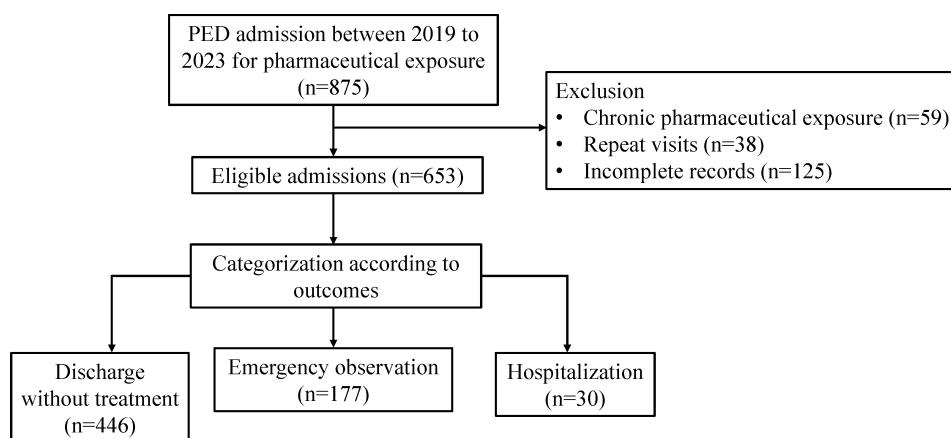 PED admission between 2019 to
2023 for pharmaceutical exposure
(n=875)
Exclusion
• Chronic pharmaceutical exposure (n=59)
• Repeat visits (n=38)
• Incomplete records (n=125)
Eligible admissions (n=653)
Categorization according to
outcomes
Discharge
without treatment
(n=446)
Emergency observation
(n=177)
Hospitalization
(n=30)